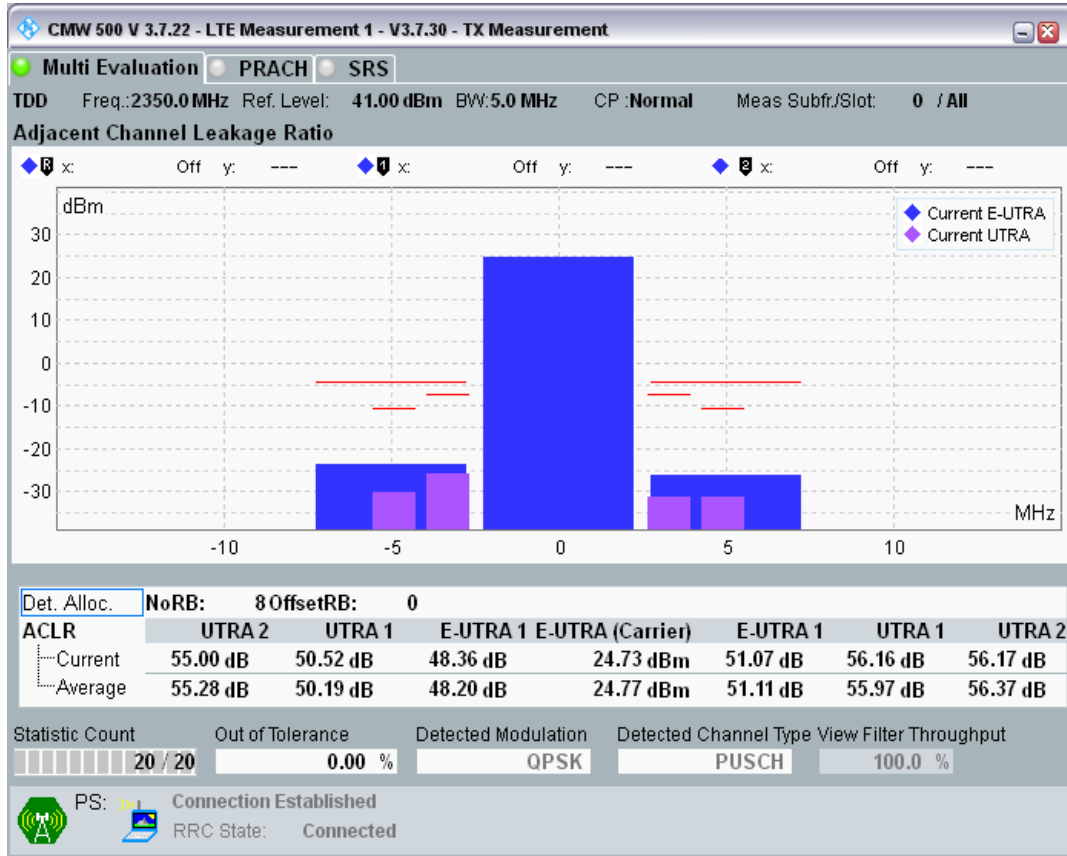 CMW 500 V 3.7.22 - LTE Measurement 1 - V3.7.30 - TX Measurement
Multi Evaluation PRACH SRS
TDD Freq.:2350.0 MHz Ref. Level: 41.00 dBm BW:5.0 MHz CP :Normal Meas Subfr./Slot: 0 / All
Adjacent Channel Leakage Ratio
R x: Off y: --- 1 x: Off y: --- 2 x: Off y: ---
dBm
Current E-UTRA
Current UTRA
30
20
10
0
-10
-20
-30
MHz
-10 -5 0 5 10
Det. Alloc. NoRB: 8 OffsetRB: 0
ACLR UTRA 2 UTRA 1 E-UTRA 1 E-UTRA (Carrier) E-UTRA 1 UTRA 1 UTRA 2
Current 55.00 dB 50.52 dB 48.36 dB 24.73 dBm 51.07 dB 56.16 dB 56.17 dB
Average 55.28 dB 50.19 dB 48.20 dB 24.77 dBm 51.11 dB 55.97 dB 56.37 dB
Statistic Count Out of Tolerance Detected Modulation Detected Channel Type View Filter Throughput
20 / 20 0.00 % QPSK PUSCH 100.0 %
PS: Connection Established
RRC State: Connected